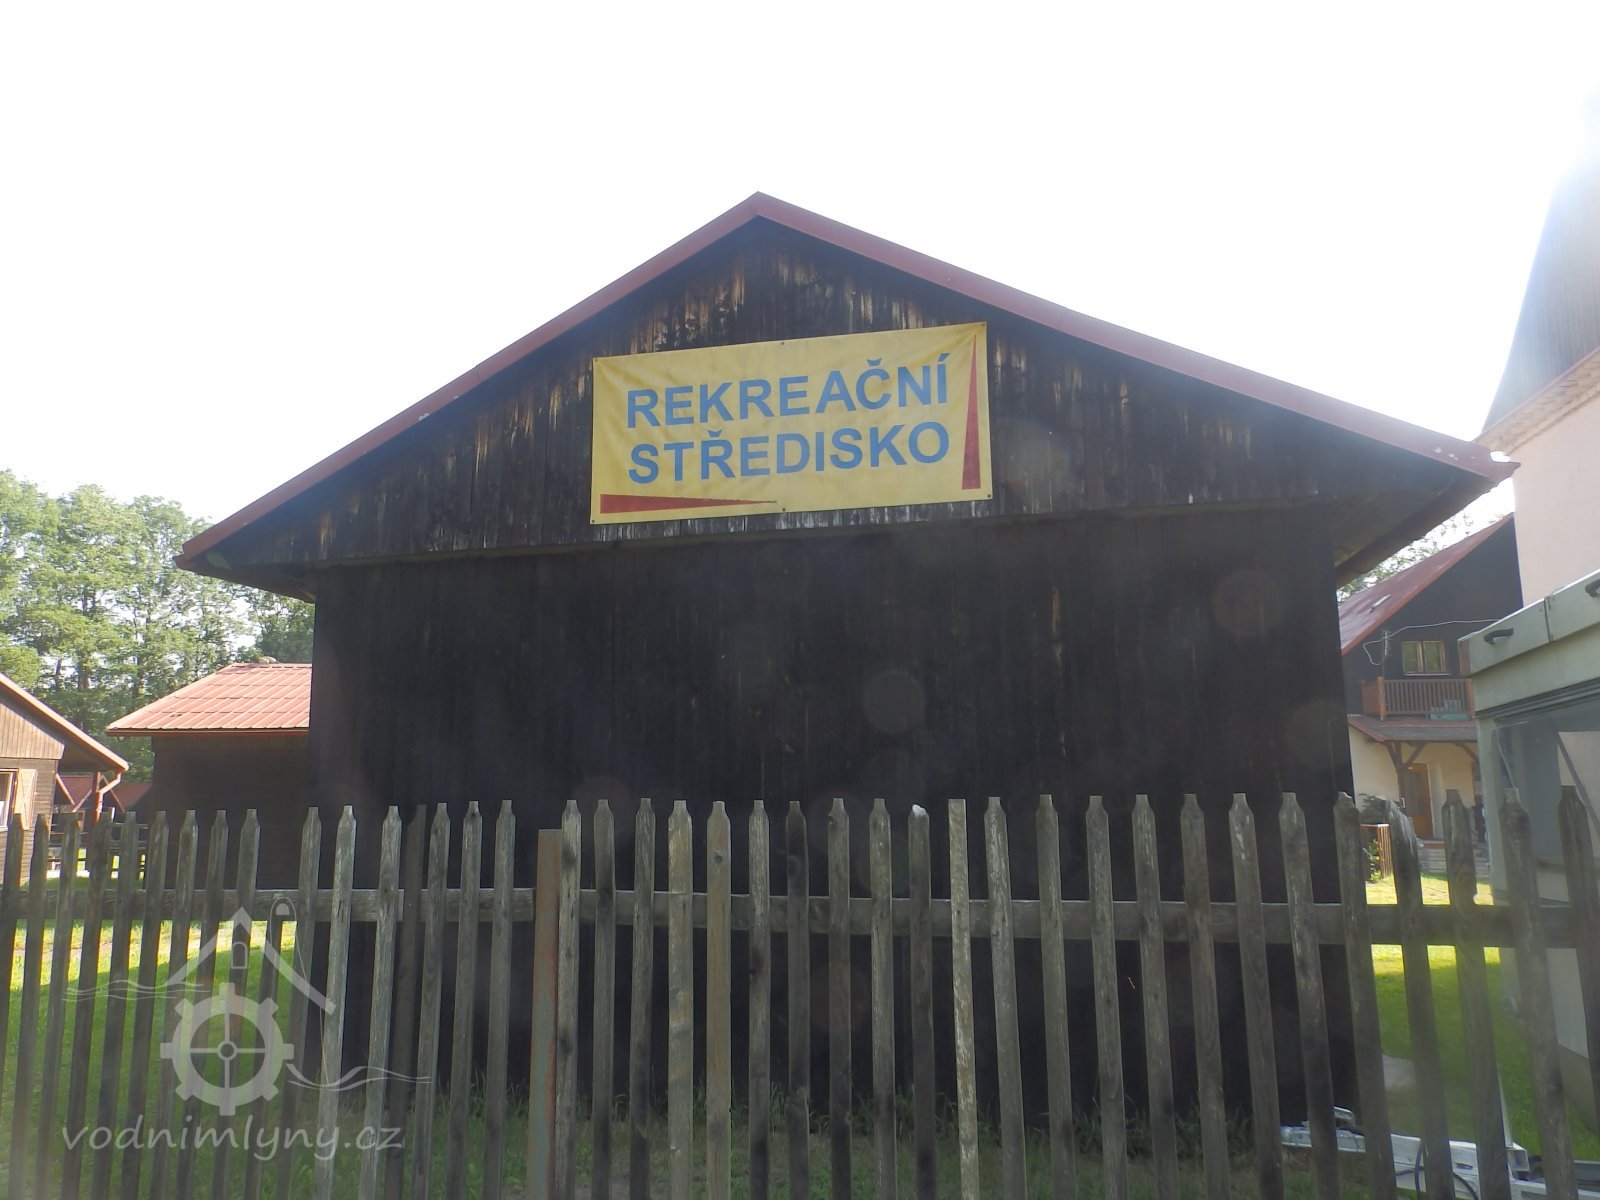 REKREAČNÍ
STŘEDISKO
vodnimlyny.cz